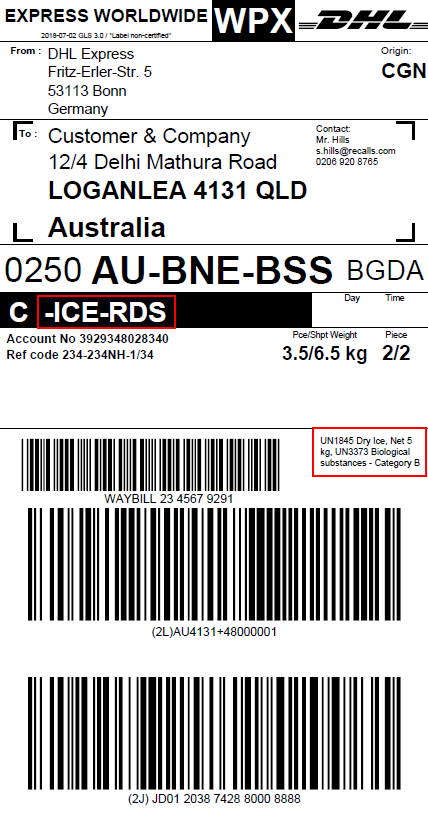 EXPRESS WORLDWIDE WPX DHL
2018-07-02 GLS 3.0 / "Label non-certified"
From : DHL Express
Fritz-Erler-Str. 5
53113 Bonn
Germany
Origin:
CGN
To : Customer & Company
12/4 Delhi Mathura Road
LOGANLEA 4131 QLD
Australia
Contact:
Mr. Hills
s.hills@recalls.com
0206 920 8765
0250 AU-BNE-BSS BGDA
C -ICE-RDS Day Time
Account No 3929348028340
Ref code 234-234NH-1/34
Pce/Shpt Weight Piece
3.5/6.5 kg 2/2
UN1845 Dry Ice, Net 5
kg, UN3373 Biological
substances - Category B
WAYBILL 23 4567 9291
(2L)AU4131+48000001
(2J) JD01 2038 7428 8000 8888